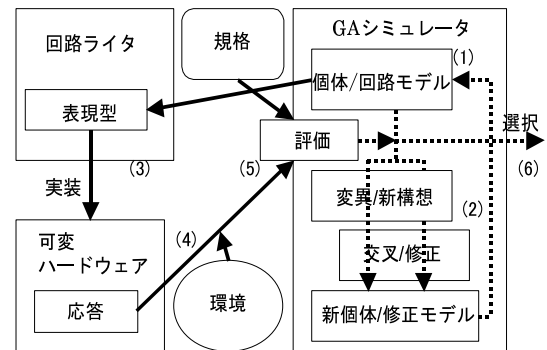 回路ライタ
表現型
(3)
実装
可変
ハードウェア
応答
規格
評価
(5)
(4)
環境
GAシミュレータ
(1)
個体/回路モデル
選択
(6)
変異/新構想
(2)
交叉/修正
新個体/修正モデル